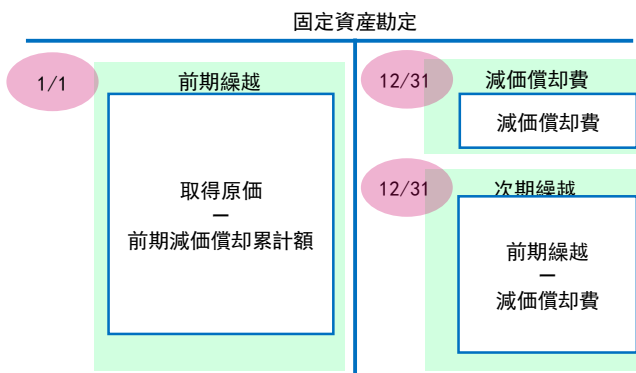 固定資産勘定
1/1
前期繰越
取得原価
ー
前期減価償却累計額
12/31
減価償却費
減価償却費
12/31
次期繰越
前期繰越
ー
減価償却費